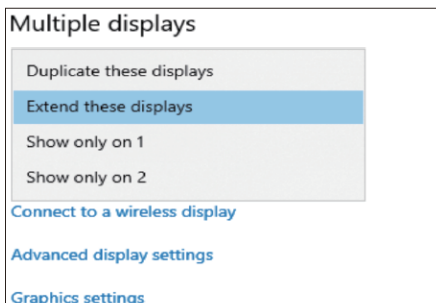 Multiple displays
Duplicate these displays
Extend these displays
Show only on 1
Show only on 2
Connect to a wireless display
Advanced display settings
Graphics settings